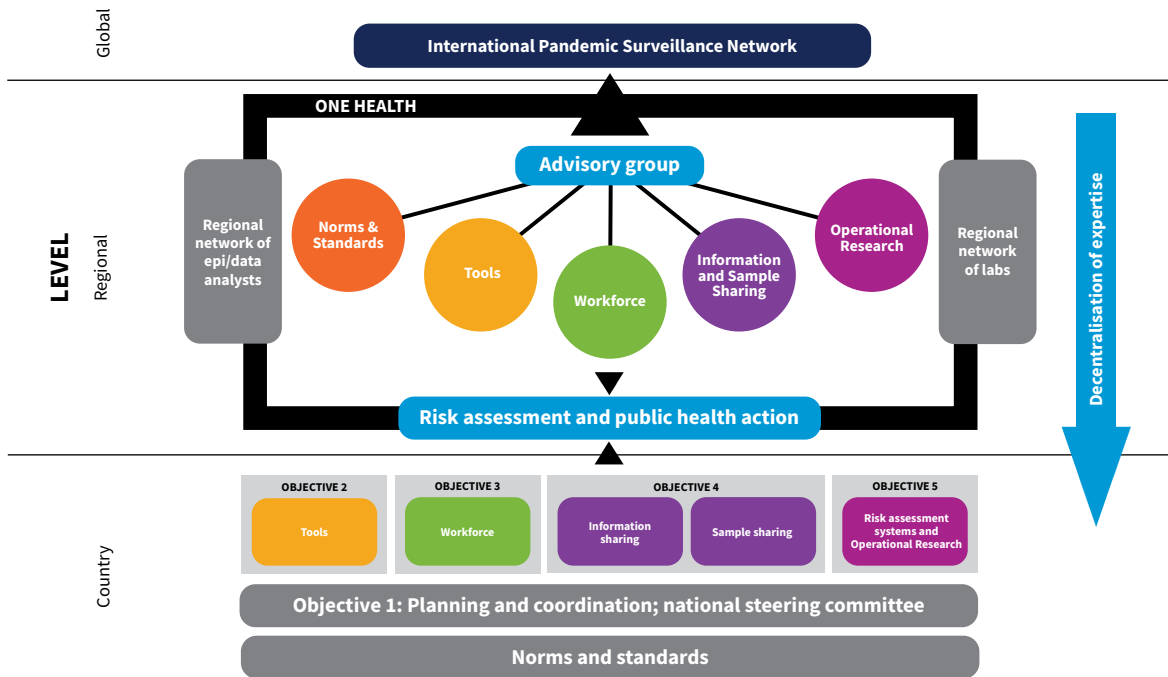 Global
International Pandemic Surveillance Network
LEVEL
Regional
ONE HEALTH
Advisory group
Regional
network of
epi/data
analysts
Norms &
Standards
Tools
Workforce
Information
and Sample
Sharing
Operational
Research
Regional
network
of labs
Decentralisation of expertise
Risk assessment and public health action
Country
OBJECTIVE 2
Tools
OBJECTIVE 3
Workforce
OBJECTIVE 4
Information
sharing
Sample sharing
OBJECTIVE 5
Risk assessment
systems and
Operational Research
Objective 1: Planning and coordination; national steering committee
Norms and standards